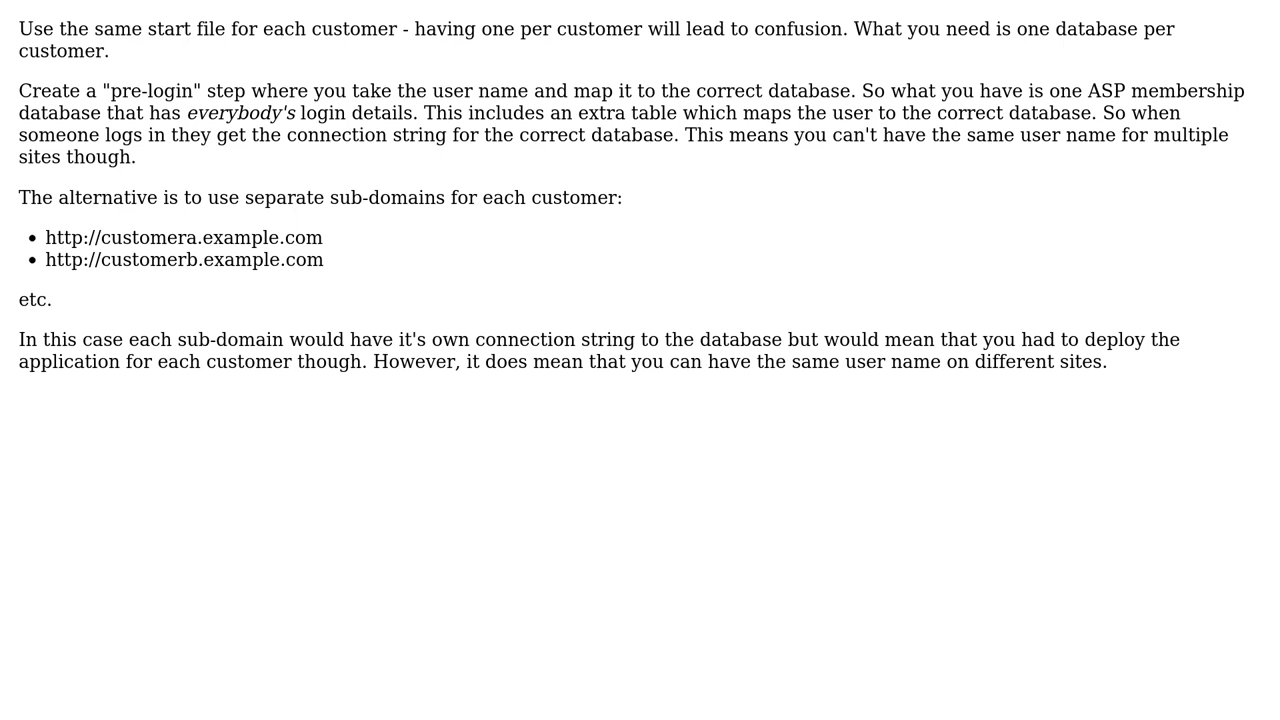 Use the same start file for each customer - having one per customer will lead to confusion. What you need is one database per
customer.
Create a "pre-login" step where you take the user name and map it to the correct database. So what you have is one ASP membership
database that has everybody's login details. This includes an extra table which maps the user to the correct database. So when
someone logs in they get the connection string for the correct database. This means you can't have the same user name for multiple
sites though.
The alternative is to use separate sub-domains for each customer:
• http://customera.example.com
• http://customerb.example.com
etc.
In this case each sub-domain would have it's own connection string to the database but would mean that you had to deploy the
application for each customer though. However, it does mean that you can have the same user name on different sites.